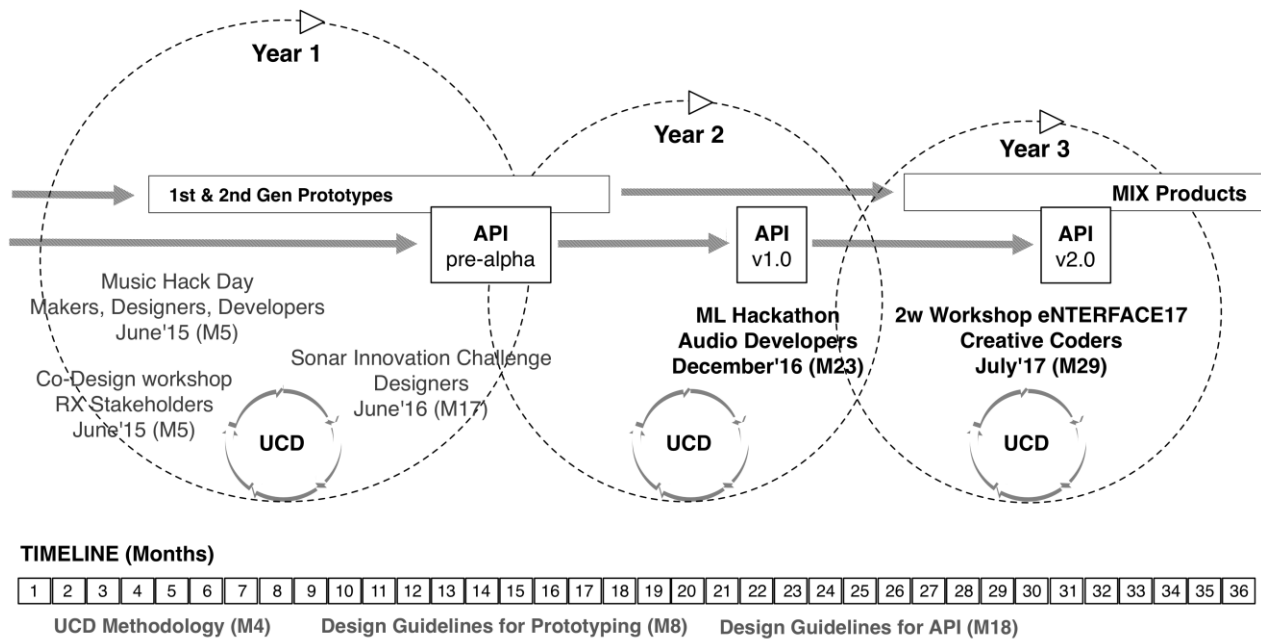 Year 1
Year 2
Year 3
1st & 2nd Gen Prototypes
MIX Products
API
pre-alpha
API
v1.0
API
v2.0
Music Hack Day
Makers, Designers, Developers
June'15 (M5)
Co-Design workshop
RX Stakeholders
June'15 (M5)
Sonar Innovation Challenge
Designers
June'16 (M17)
ML Hackathon
Audio Developers
December'16 (M23)
2w Workshop eNTERFACE17
Creative Coders
July'17 (M29)
UCD
UCD
UCD
TIMELINE (Months)
1 2 3 4 5 6 7 8 9 10 11 12 13 14 15 16 17 18 19 20 21 22 23 24 25 26 27 28 29 30 31 32 33 34 35 36
UCD Methodology (M4) Design Guidelines for Prototyping (M8) Design Guidelines for API (M18)